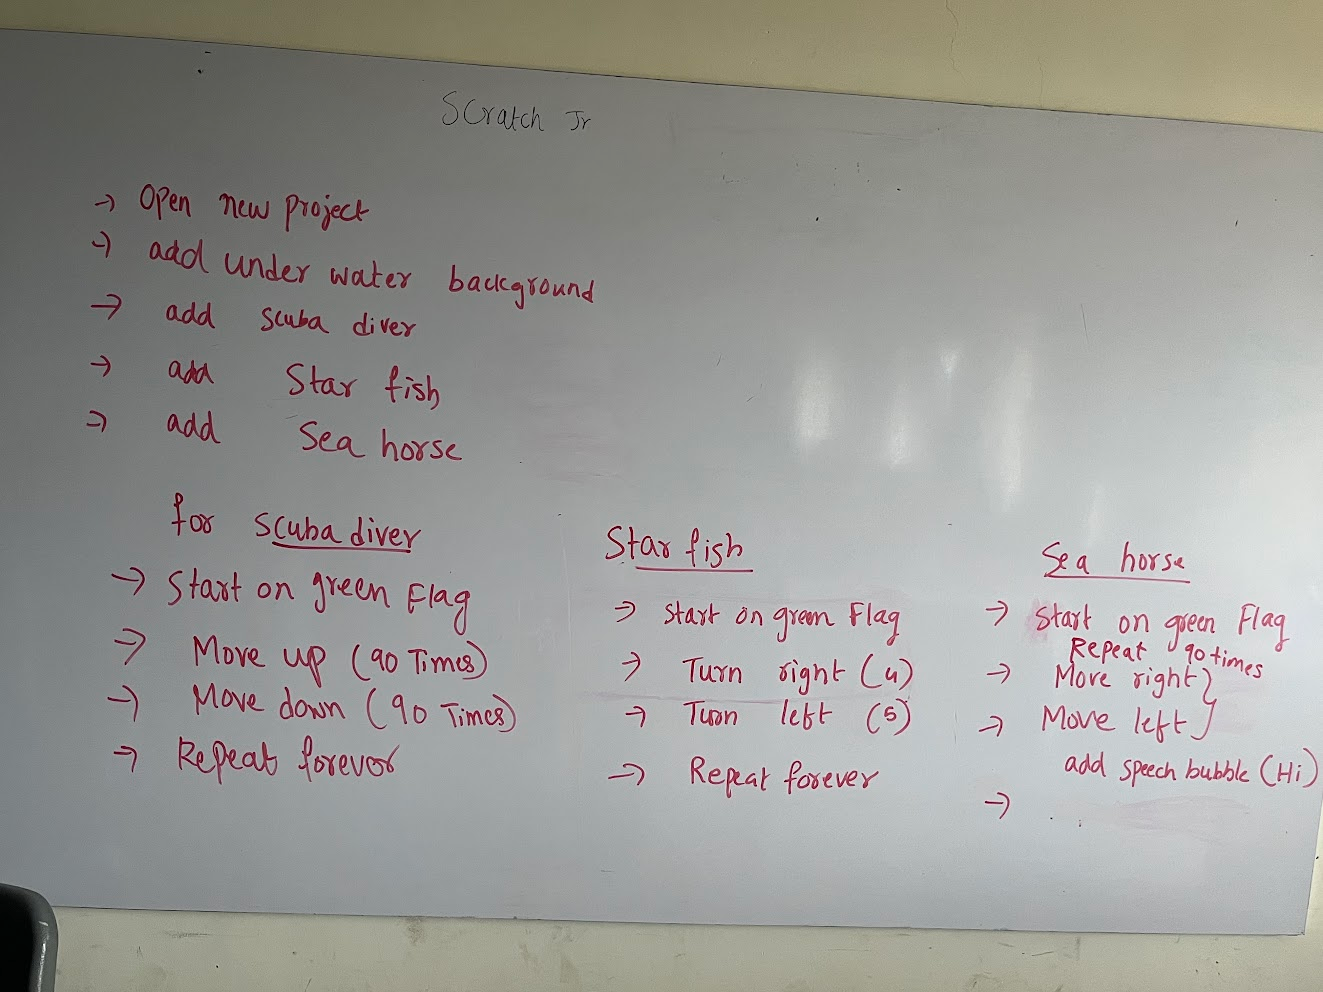 Scratch Jr
→ Open new project
→ add under water background
→ add scuba diver
→ add Star fish
→ add Sea horse
for scuba diver
→ Start on green Flag
→ Move up (90 Times)
→ Move down (90 Times)
→ Repeat forever
Star fish
→ Start on green Flag
→ Turn right (4)
→ Turn left (5)
→ Repeat forever
Sea horse
→ Start on green Flag
Repeat 90 times
→ Move right }
→ Move left
add speech bubble (Hi)
→